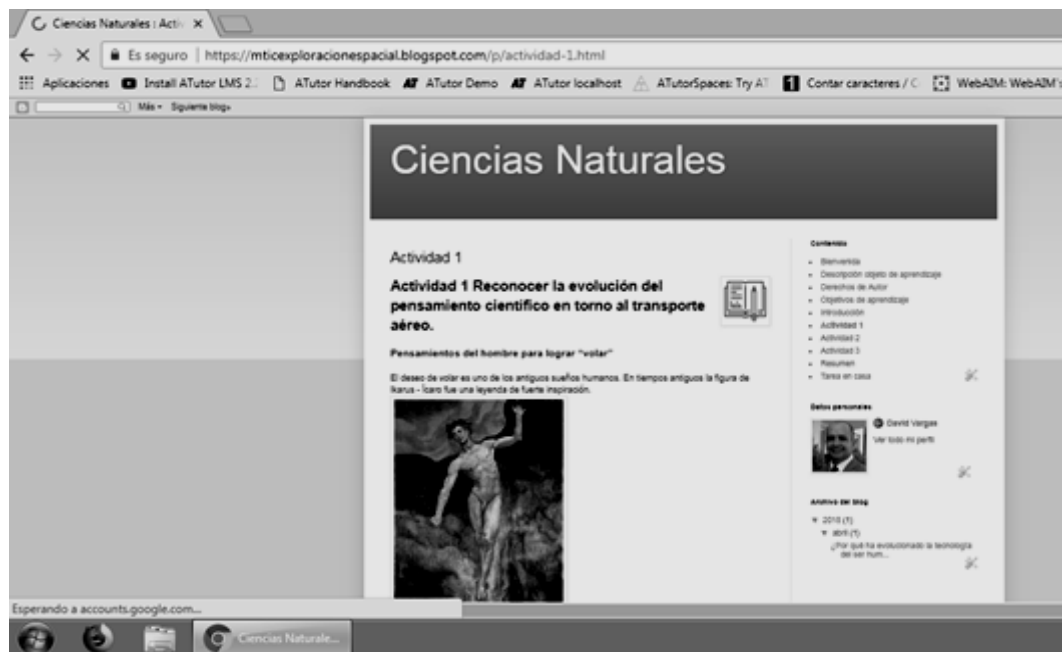 Ciencias Naturales : Acti
Es seguro | https://mticexploracionespacial.blogspot.com/p/actividad-1.html
Aplicaciones Install ATutor LMS 2. ATutor Handbook ATutor Demo ATutor localhost ATutorSpaces: Try AT Contar caracteres / C WebAIM: WebAIM's
Más Siguiente blog»
Ciencias Naturales
Actividad 1
Actividad 1 Reconocer la evolución del
pensamiento científico en torno al transporte
aéreo.
Pensamientos del hombre para lograr "volar"
El deseo de volar es uno de los antiguos sueños humanos. En tiempos antiguos la figura de
Ikarus - Ícaro fue una leyenda de fuerte inspiración.
Contenido
Bienvenida
Descripción objeto de aprendizaje
Derechos de Autor
Objetivos de aprendizaje
Introducción
Actividad 1
Actividad 2
Actividad 3
Resumen
Tarea en casa
Datos personales
David Vargas
Ver todo mi perfil
Archivo del blog
▼ 2018 (1)
▼ abril (1)
¿Por qué ha evolucionado la tecnología
del ser hum...
Esperando a accounts.google.com...
Ciencias Naturale...